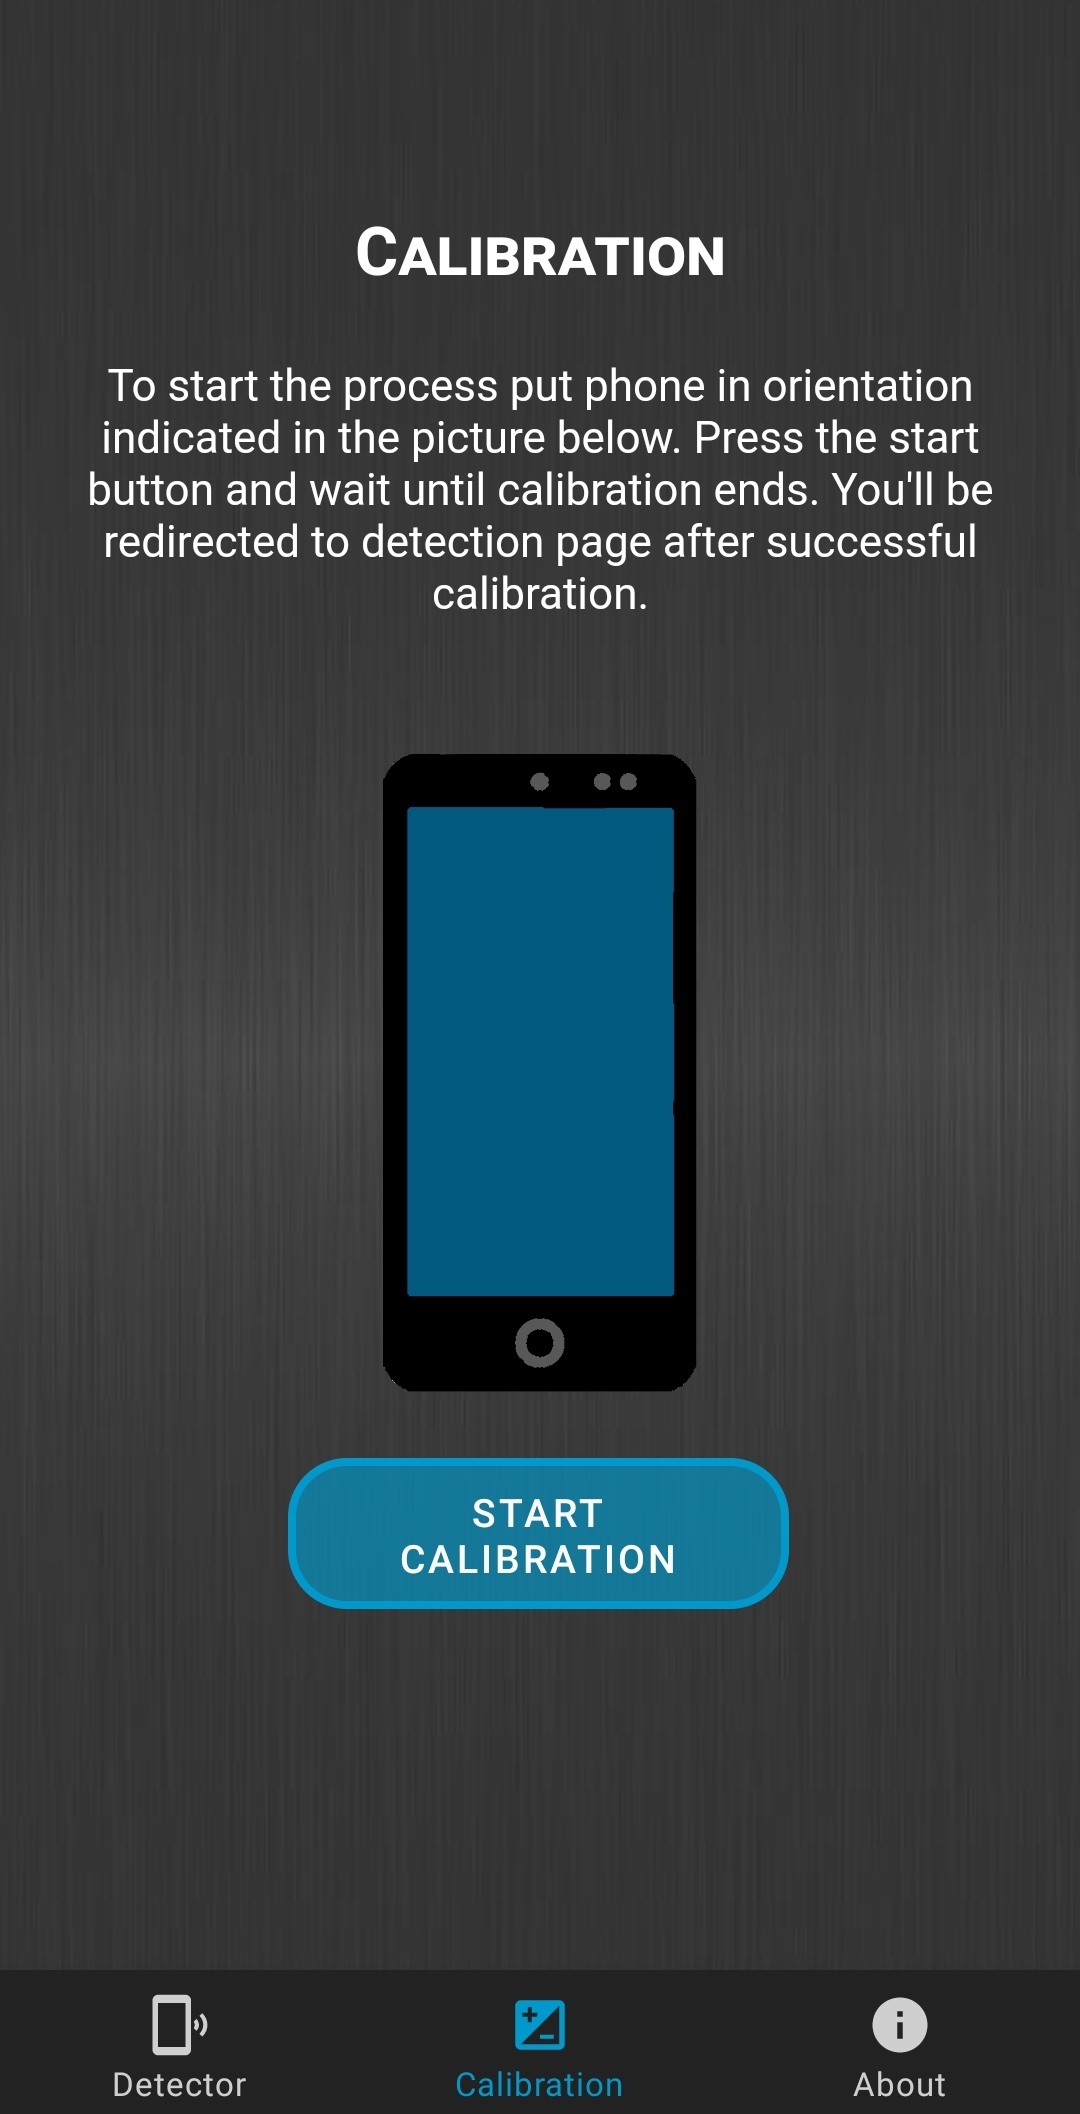 CALIBRATION
To start the process put phone in orientation
indicated in the picture below. Press the start
button and wait until calibration ends. You'll be
redirected to detection page after successful
calibration.
START
CALIBRATION
Detector
Calibration
About